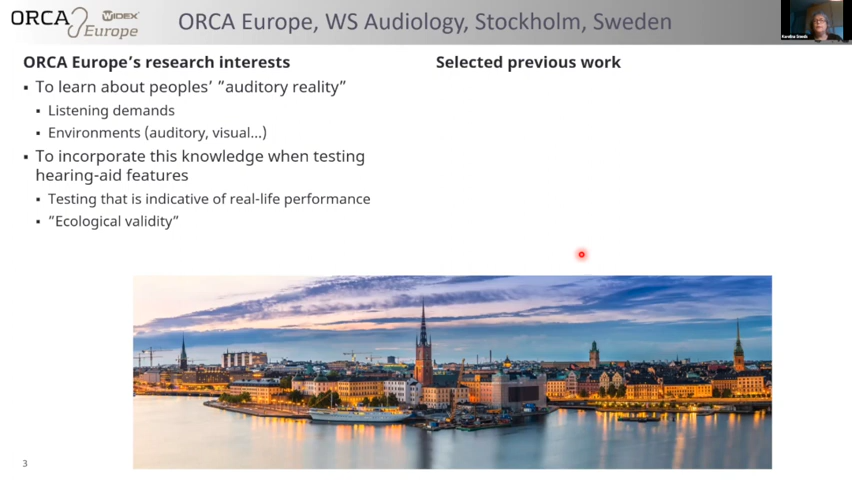 ORCA
WIDEX
Europe
ORCA Europe, WS Audiology, Stockholm, Sweden
ORCA Europe’s research interests
▪ To learn about peoples’ “auditory reality”
▪ Listening demands
▪ Environments (auditory, visual...)
▪ To incorporate this knowledge when testing
hearing-aid features
▪ Testing that is indicative of real-life performance
▪ ”Ecological validity”
Selected previous work
3